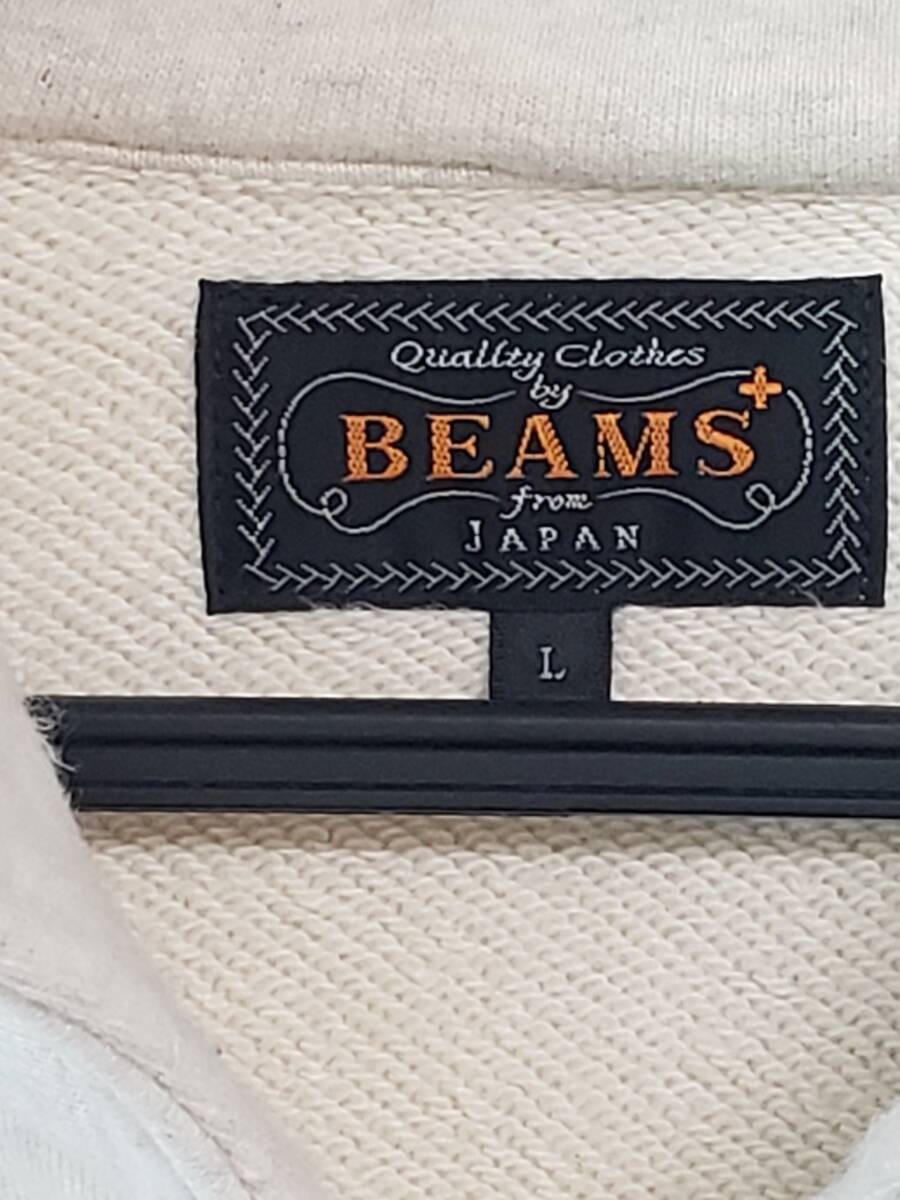 Quality Clothes
by
BEAMS+
from
JAPAN
L